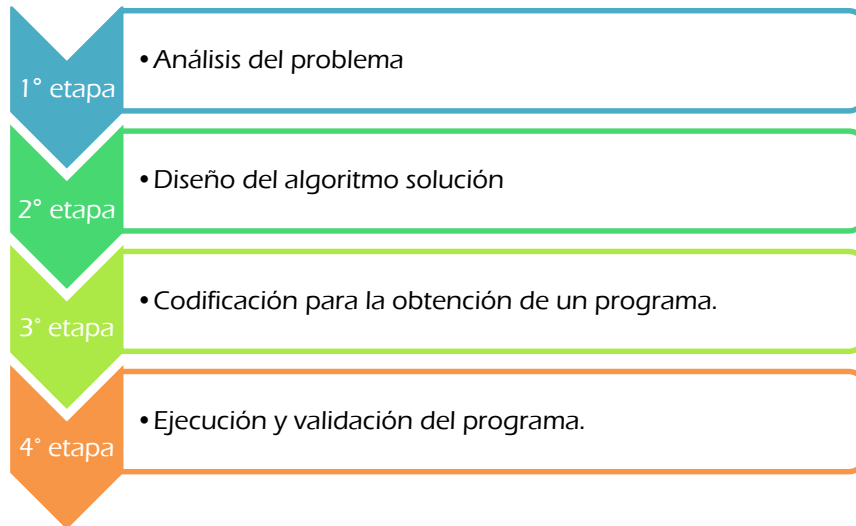 1° etapa
•Análisis del problema
2° etapa
•Diseño del algoritmo solución
3° etapa
•Codificación para la obtención de un programa.
4° etapa
•Ejecución y validación del programa.